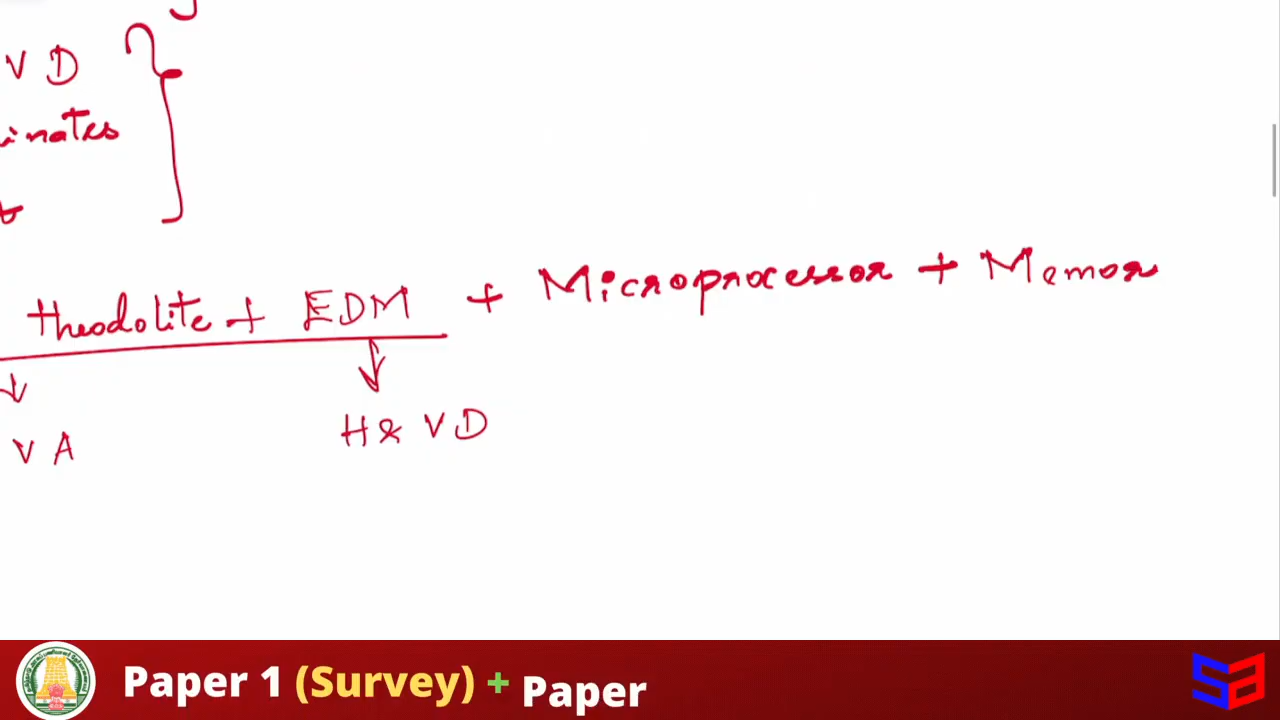 V D
inates
theodolite + EDM + Microprocessor + Memor
V A
H & V D
Paper 1 (Survey) + Paper